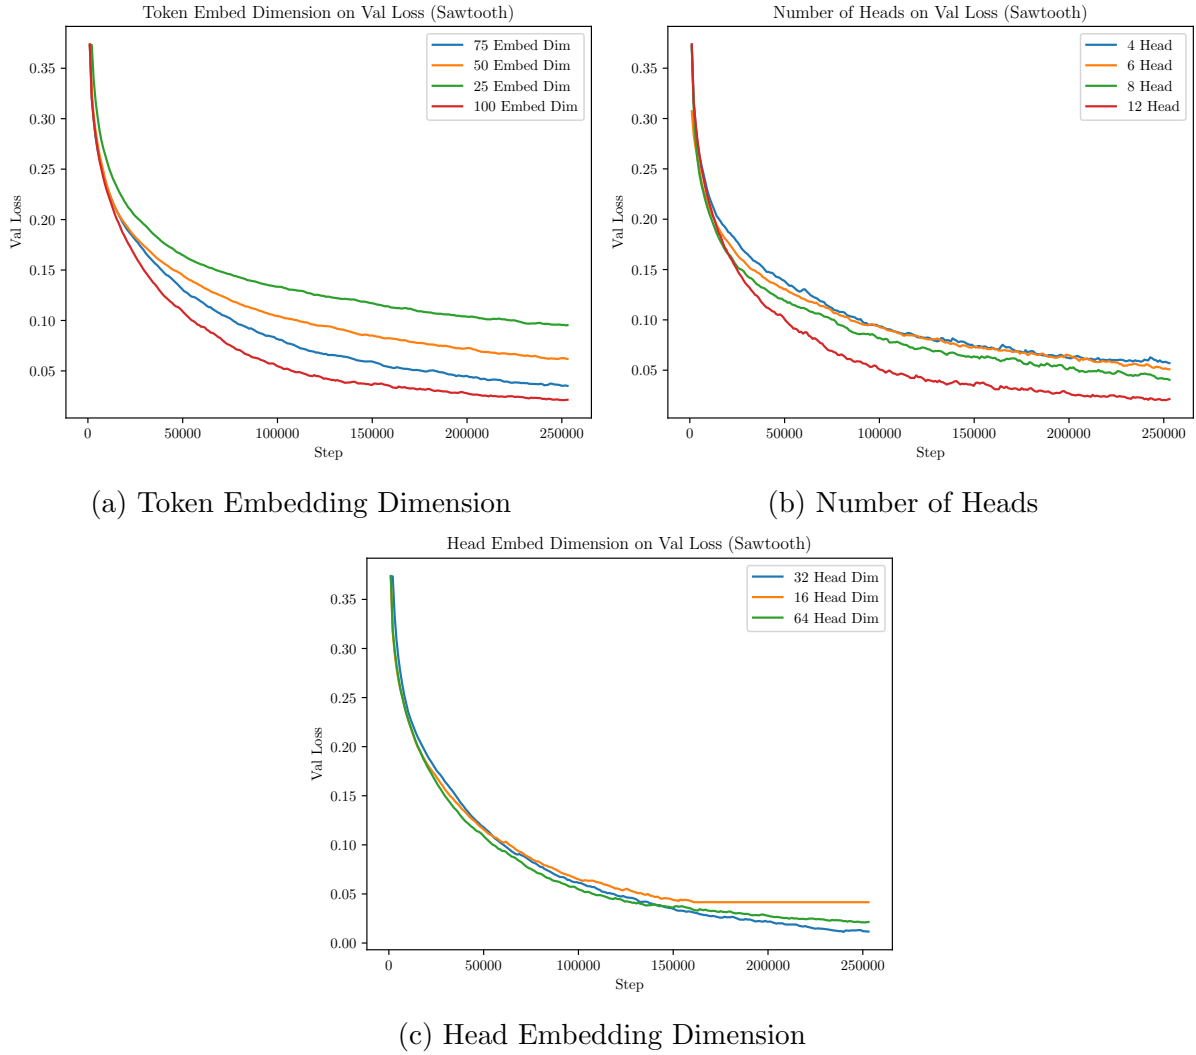 Token Embed Dimension on Val Loss (Sawtooth)
75 Embed Dim
50 Embed Dim
25 Embed Dim
100 Embed Dim
0.35
0.30
0.25
0.20
0.15
0.10
0.05
Val Loss
0
50000
100000
150000
200000
250000
Step
(a) Token Embedding Dimension
Number of Heads on Val Loss (Sawtooth)
4 Head
6 Head
8 Head
12 Head
0.35
0.30
0.25
0.20
0.15
0.10
0.05
Val Loss
0
50000
100000
150000
200000
250000
Step
(b) Number of Heads
Head Embed Dimension on Val Loss (Sawtooth)
32 Head Dim
16 Head Dim
64 Head Dim
0.35
0.30
0.25
0.20
0.15
0.10
0.05
0.00
Val Loss
0
50000
100000
150000
200000
250000
Step
(c) Head Embedding Dimension